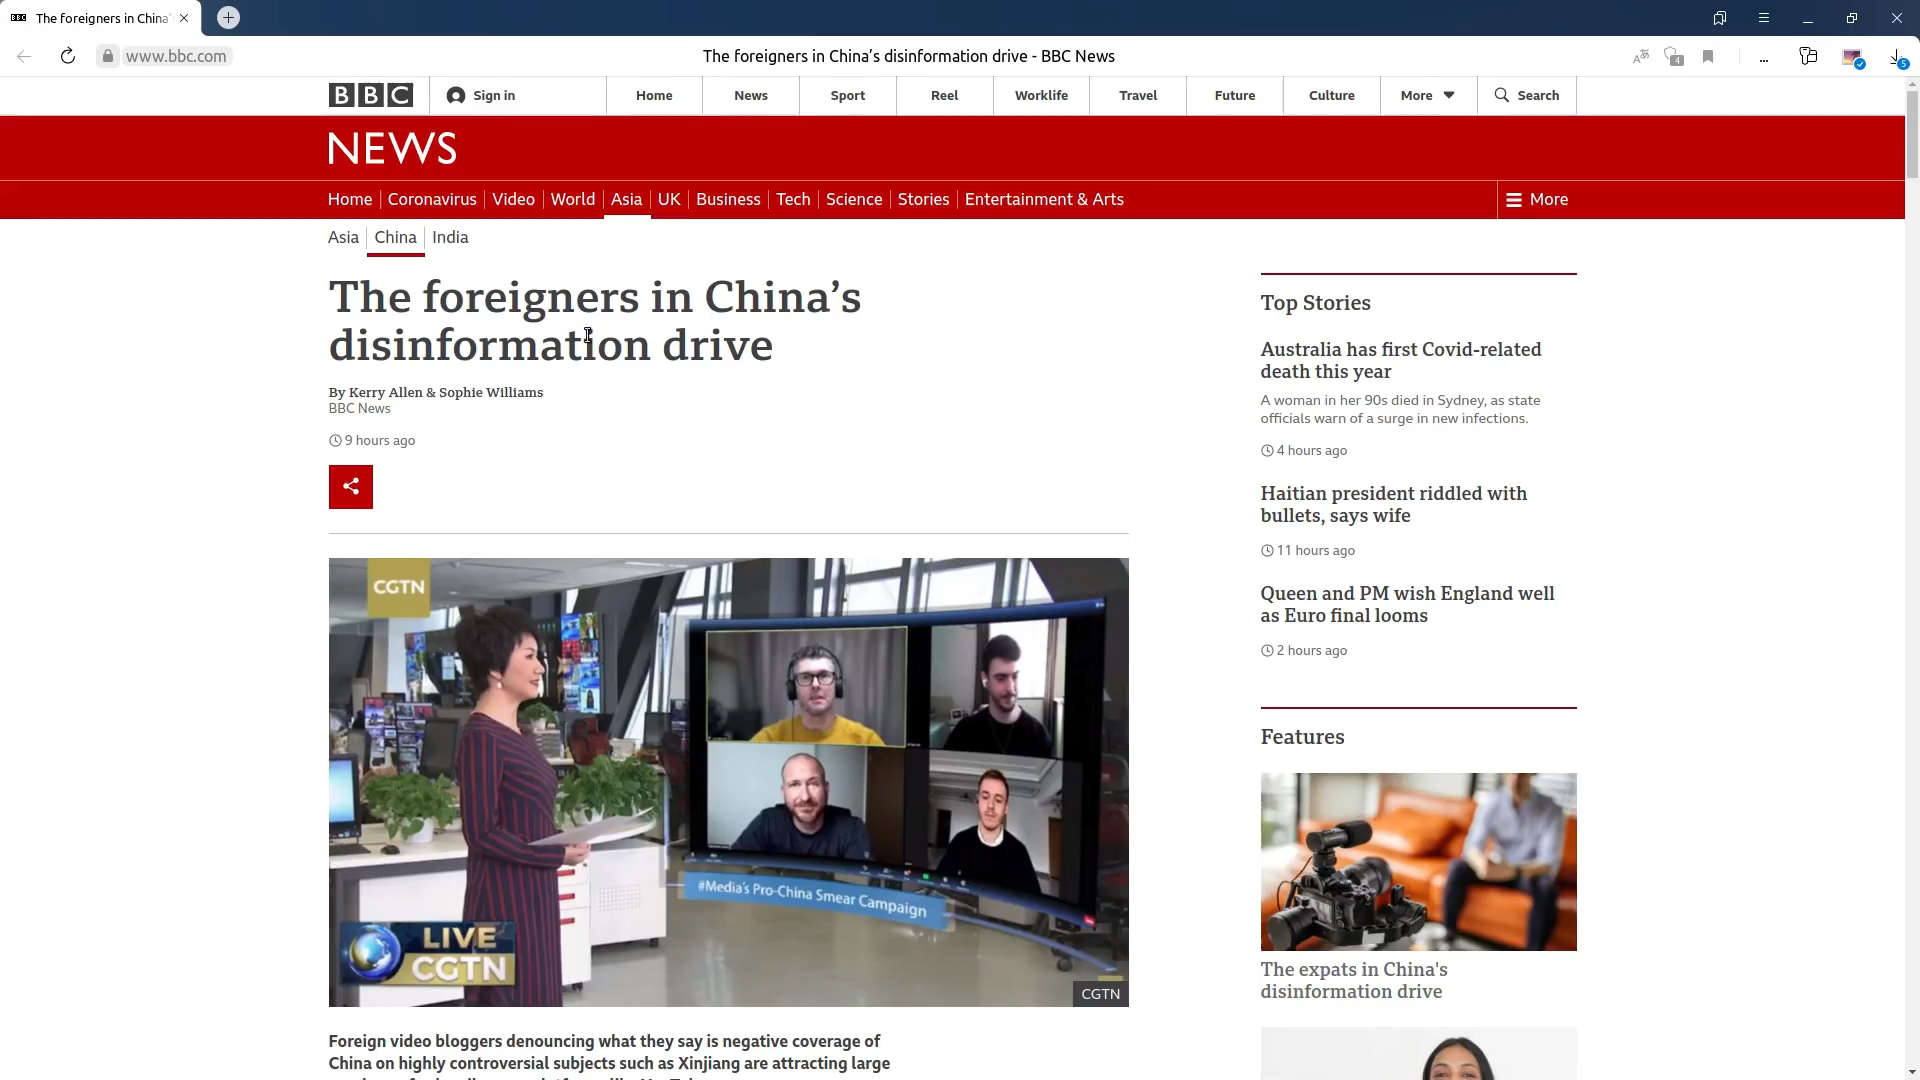 BBC The foreigners in China'
www.bbc.com
The foreigners in China’s disinformation drive - BBC News
4
5
BBC
Sign in
Home
News
Sport
Reel
Worklife
Travel
Future
Culture
More
Search
NEWS
Home
Coronavirus
Video
World
Asia
UK
Business
Tech
Science
Stories
Entertainment & Arts
More
Asia
China
India
The foreigners in China’s
disinformation drive
By Kerry Allen & Sophie Williams
BBC News
9 hours ago
CGTN
#Media's Pro-China Smear Campaign
LIVE
CGTN
CGTN
Foreign video bloggers denouncing what they say is negative coverage of
China on highly controversial subjects such as Xinjiang are attracting large
Top Stories
Australia has first Covid-related
death this year
A woman in her 90s died in Sydney, as state
officials warn of a surge in new infections.
4 hours ago
Haitian president riddled with
bullets, says wife
11 hours ago
Queen and PM wish England well
as Euro final looms
2 hours ago
Features
The expats in China's
disinformation drive